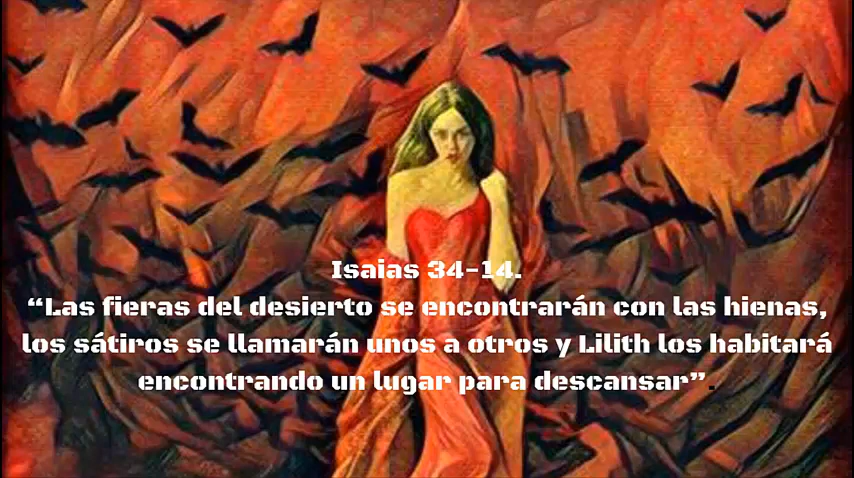 Isaias 34-14.
“Las fieras del desierto se encontrarán con las hienas,
los sátiros se llamarán unos a otros y Lilith los habitará
encontrando un lugar para descansar”.